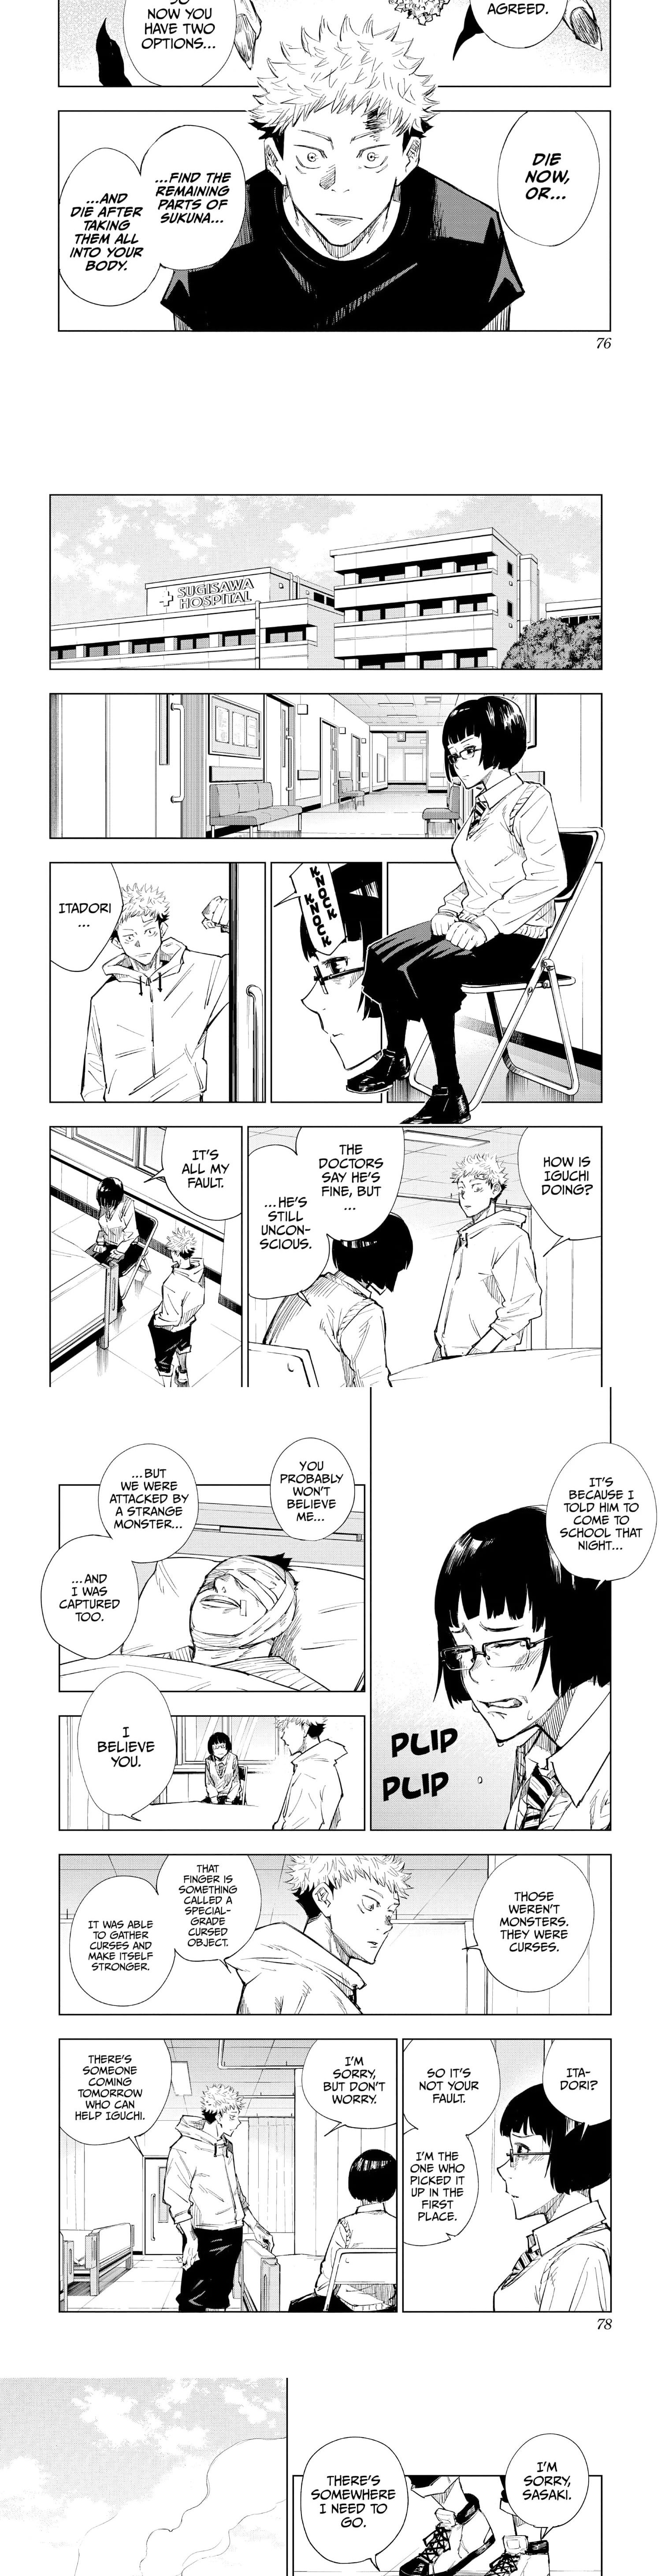 AGREED.
NOW YOU
HAVE TWO
OPTIONS...
DIE
NOW,
OR...
...FIND THE
REMAINING
PARTS OF
SUKUNA...
...AND
DIE AFTER
TAKING
THEM ALL
INTO YOUR
BODY.
76
SUGISAWA
HOSPITAL
KNOCK
KNOCK
ITADORI
...
HOW IS
IGUCHI
DOING?
THE
DOCTORS
SAY HE'S
FINE, BUT
...
...HE'S
STILL
UNCON-
SCIOUS.
IT'S
ALL MY
FAULT.
IT'S
BECAUSE I
TOLD HIM TO
COME TO
SCHOOL THAT
NIGHT...
PLIP
PLIP
YOU
PROBABLY
WON'T
BELIEVE
ME...
...BUT
WE WERE
ATTACKED BY
A STRANGE
MONSTER...
...AND
I WAS
CAPTURED
TOO.
I
BELIEVE
YOU.
THOSE
WEREN'T
MONSTERS.
THEY WERE
CURSES.
THAT
FINGER IS
SOMETHING
CALLED A
SPECIAL-
GRADE
CURSED
OBJECT.
IT WAS ABLE
TO GATHER
CURSES AND
MAKE ITSELF
STRONGER.
ITA-
DORI?
SO IT'S
NOT YOUR
FAULT.
I'M THE
ONE WHO
PICKED IT
UP IN THE
FIRST
PLACE.
I'M
SORRY,
BUT DON'T
WORRY.
THERE'S
SOMEONE
COMING
TOMORROW
WHO CAN
HELP IGUCHI.
78
I'M
SORRY,
SASAKI.
THERE'S
SOMEWHERE
I NEED TO
GO.